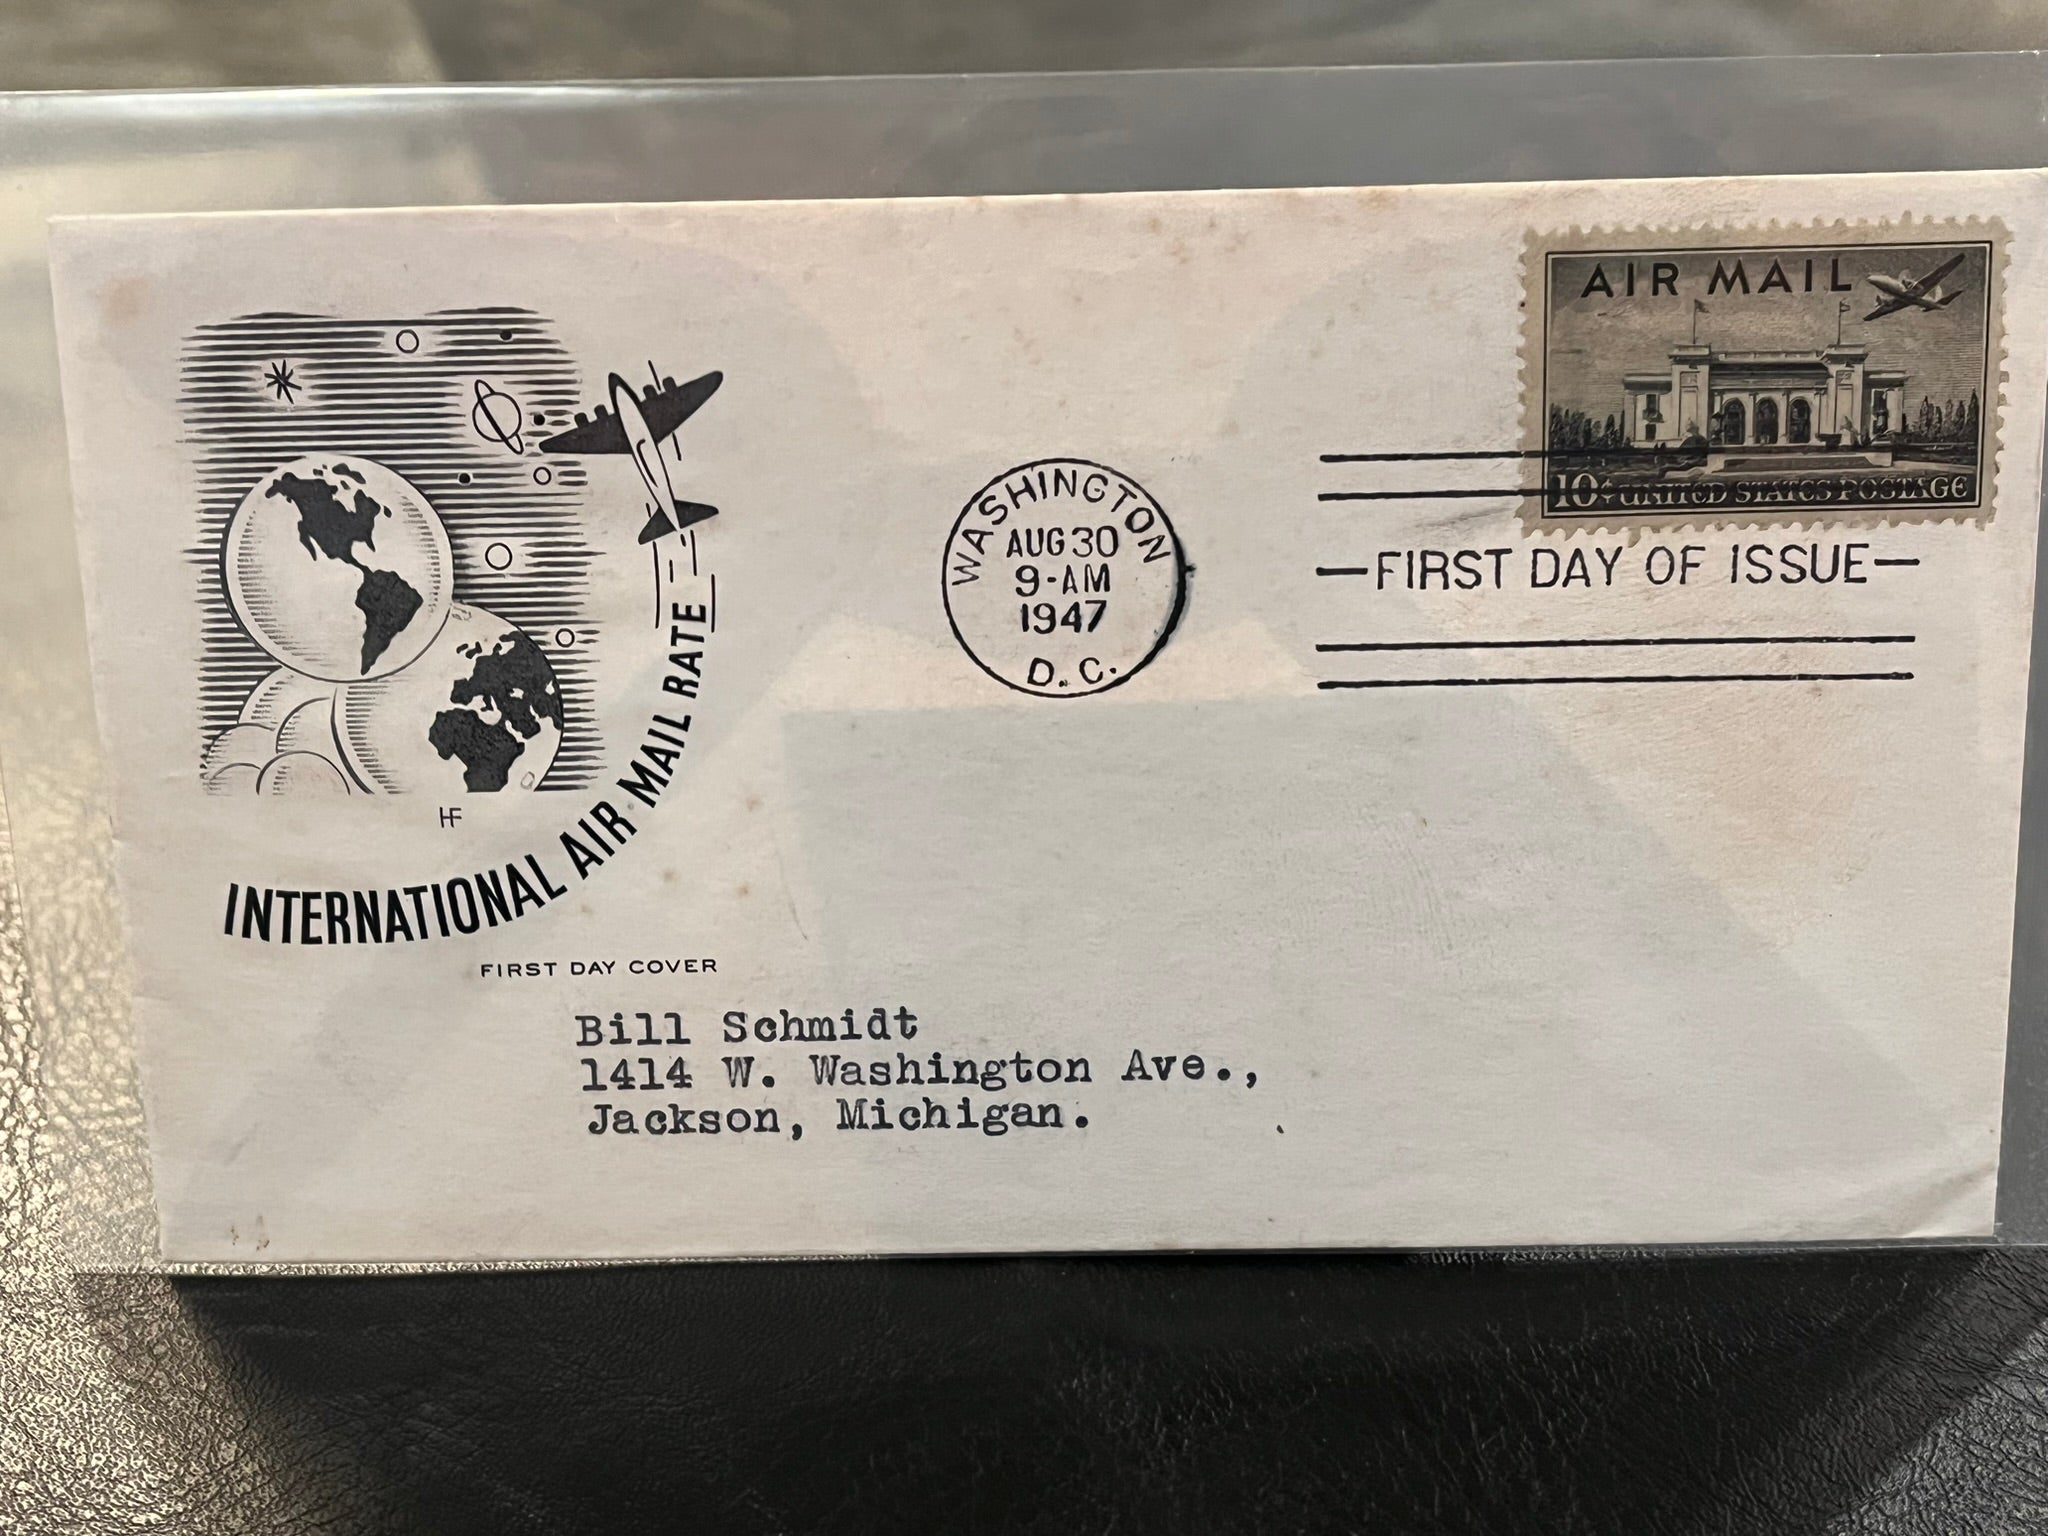 AIR MAIL
10¢ UNITED STATES POSTAGE
WASHINGTON
AUG 30
9-AM
1947
D. C.
—FIRST DAY OF ISSUE—
HF
INTERNATIONAL AIR MAIL RATE
FIRST DAY COVER
Bill Schmidt
1414 W. Washington Ave.,
Jackson, Michigan.